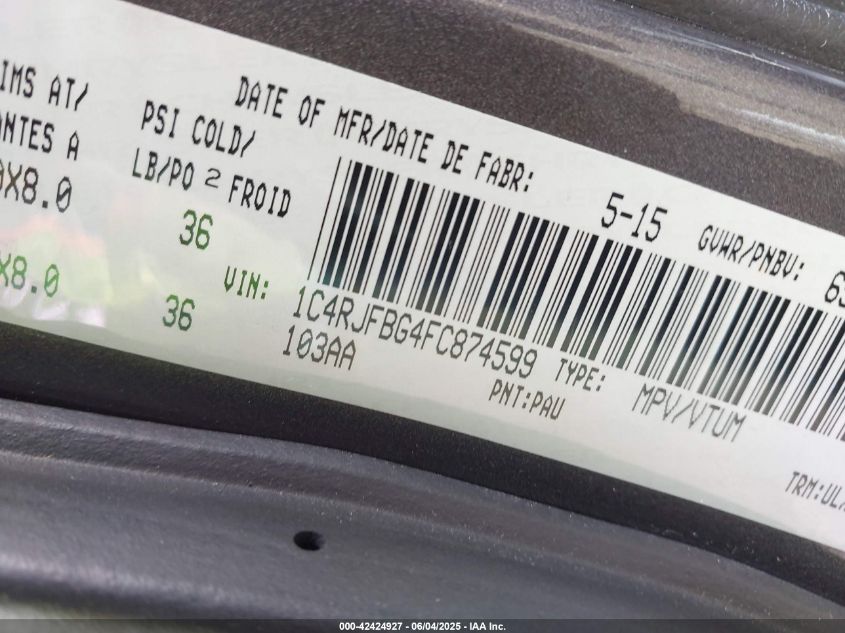 IMS AT/
ANTES A
X8.0
X8.0
PSI COLD/
LB/PO 2 FROID
36
36
DATE OF MFR/DATE DE FABR:
5-15
GVWR/PNBV:
VIN:
1C4RJFBG4FC874599
103AA
TYPE:
MPV/VTUM
PNT:PAU
TRM:UL
000-42424927 - 06/04/2025 - IAA Inc.